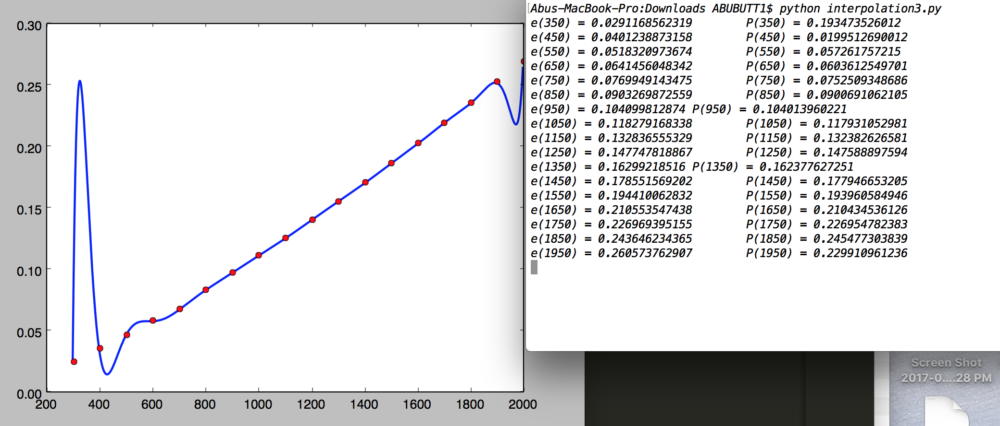 0.30
0.25
0.20
0.15
0.10
0.05
0.00
200 400 600 800 1000 1200 1400 1600 1800 2000
Abus-MacBook-Pro:Downloads ABUBUTT1$ python interpolation3.py
e(350) = 0.0291168562319 P(350) = 0.193473526012
e(450) = 0.0401238873158 P(450) = 0.0199512690012
e(550) = 0.0518320973674 P(550) = 0.057261757215
e(650) = 0.0641456048342 P(650) = 0.0603612549701
e(750) = 0.0769949143475 P(750) = 0.0752509348686
e(850) = 0.0903269872559 P(850) = 0.0900691062105
e(950) = 0.104099812874 P(950) = 0.104013960221
e(1050) = 0.118279168338 P(1050) = 0.117931052981
e(1150) = 0.132836555329 P(1150) = 0.132382626581
e(1250) = 0.147747818867 P(1250) = 0.147588897594
e(1350) = 0.16299218516 P(1350) = 0.162377627251
e(1450) = 0.178551569202 P(1450) = 0.177946653205
e(1550) = 0.194410062832 P(1550) = 0.193960584946
e(1650) = 0.210553547438 P(1650) = 0.210434536126
e(1750) = 0.226969395155 P(1750) = 0.226954782383
e(1850) = 0.243646234365 P(1850) = 0.245477303839
e(1950) = 0.260573762907 P(1950) = 0.229910961236
Screen Shot
2017-0....28 PM